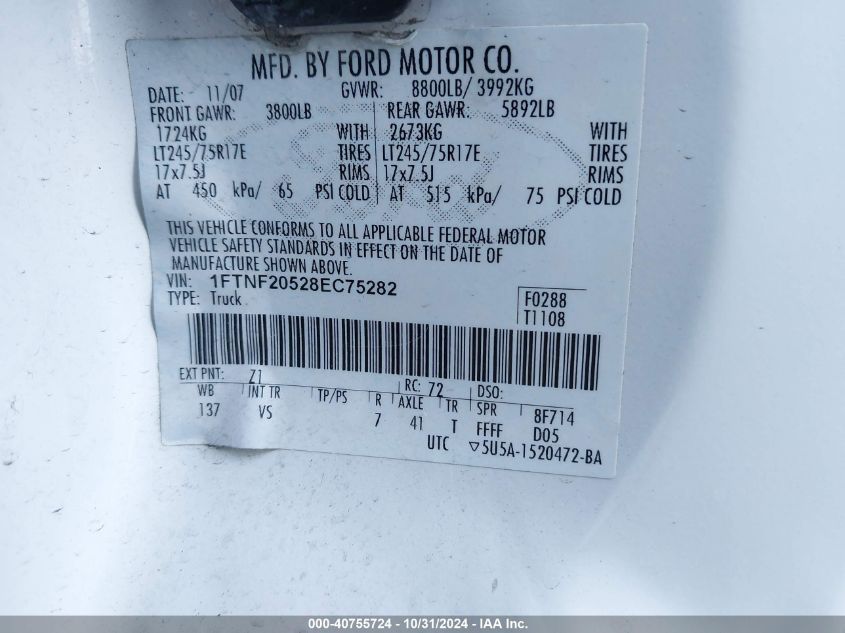 MFD. BY FORD MOTOR CO.
DATE: 11/07 GVWR: 8800LB/ 3992KG
FRONT GAWR: 3800LB REAR GAWR: 5892LB
1724KG WITH 2673KG WITH
LT245/75R17E TIRES LT245/75R17E TIRES
17x7.5J RIMS 17x7.5J RIMS
AT 450 kPa/ 65 PSI COLD AT 515 kPa/ 75 PSI COLD
THIS VEHICLE CONFORMS TO ALL APPLICABLE FEDERAL MOTOR
VEHICLE SAFETY STANDARDS IN EFFECT ON THE DATE OF
MANUFACTURE SHOWN ABOVE.
VIN: 1FTNF20528EC75282
TYPE: Truck
F0288
T1108
EXT PNT: Z1 RC: 72 DSO:
WB INT TR TP/PS R AXLE TR SPR 8F714
137 VS 7 41 T FFFF D05
UTC ▽5U5A-1520472-BA
000-40755724 - 10/31/2024 - IAA Inc.